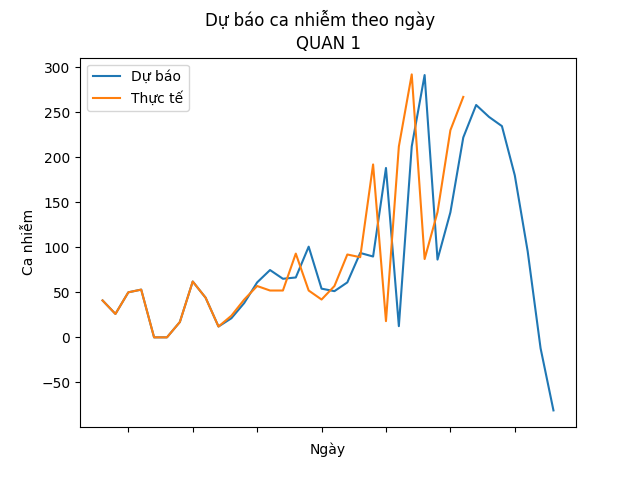 Dự báo ca nhiễm theo ngày
QUAN 1
Dự báo
Thực tế
300
250
200
150
100
50
0
−50
Ca nhiễm
Ngày